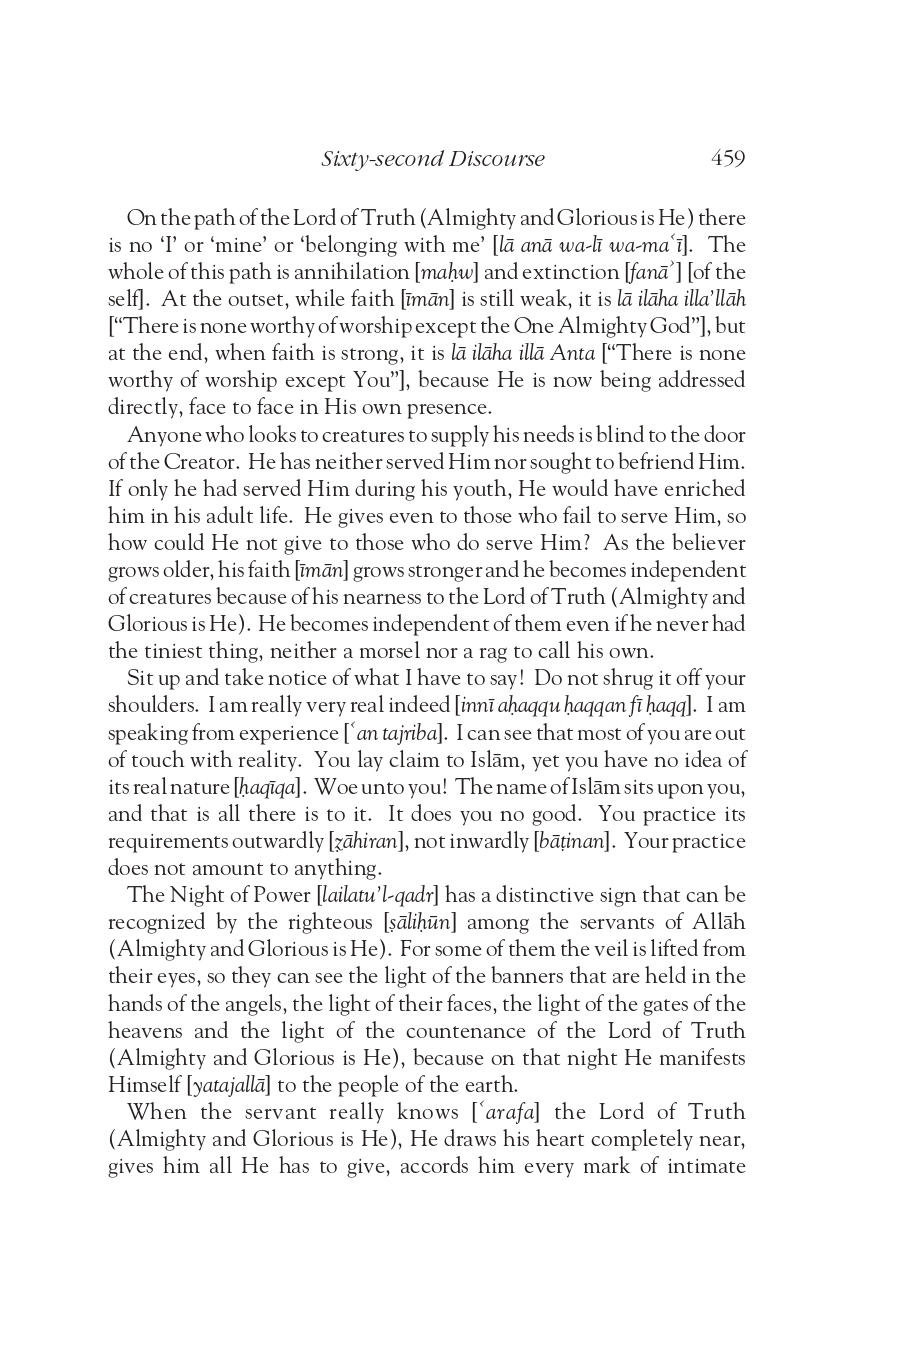 Sixty-second Discourse 459
On the path of the Lord of Truth (Almighty and Glorious is He) there
is no ‘I’ or ‘mine’ or ‘belonging with me’ [lā anā wa-lī wa-maʿī]. The
whole of this path is annihilation [maḥw] and extinction [fanāʾ] [of the
self]. At the outset, while faith [īmān] is still weak, it is lā ilāha illa’llāh
[“There is none worthy of worship except the One Almighty God”], but
at the end, when faith is strong, it is lā ilāha illā Anta [“There is none
worthy of worship except You”], because He is now being addressed
directly, face to face in His own presence.
Anyone who looks to creatures to supply his needs is blind to the door
of the Creator. He has neither served Him nor sought to befriend Him.
If only he had served Him during his youth, He would have enriched
him in his adult life. He gives even to those who fail to serve Him, so
how could He not give to those who do serve Him? As the believer
grows older, his faith [īmān] grows stronger and he becomes independent
of creatures because of his nearness to the Lord of Truth (Almighty and
Glorious is He). He becomes independent of them even if he never had
the tiniest thing, neither a morsel nor a rag to call his own.
Sit up and take notice of what I have to say! Do not shrug it off your
shoulders. I am really very real indeed [innī aḥaqqu ḥaqqan fī ḥaqq]. I am
speaking from experience [ʿan tajriba]. I can see that most of you are out
of touch with reality. You lay claim to Islām, yet you have no idea of
its real nature [ḥaqīqa]. Woe unto you! The name of Islām sits upon you,
and that is all there is to it. It does you no good. You practice its
requirements outwardly [ẓāhiran], not inwardly [bāṭinan]. Your practice
does not amount to anything.
The Night of Power [lailatu’l-qadr] has a distinctive sign that can be
recognized by the righteous [ṣāliḥūn] among the servants of Allāh
(Almighty and Glorious is He). For some of them the veil is lifted from
their eyes, so they can see the light of the banners that are held in the
hands of the angels, the light of their faces, the light of the gates of the
heavens and the light of the countenance of the Lord of Truth
(Almighty and Glorious is He), because on that night He manifests
Himself [yatajallā] to the people of the earth.
When the servant really knows [ʿarafa] the Lord of Truth
(Almighty and Glorious is He), He draws his heart completely near,
gives him all He has to give, accords him every mark of intimate